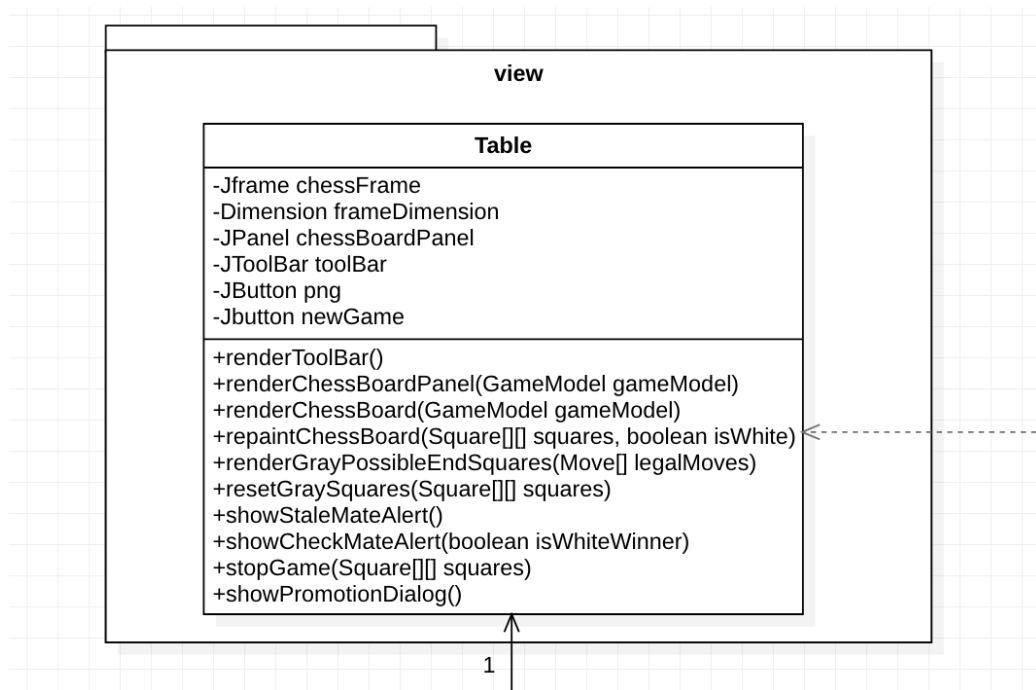 view
Table
-Jframe chessFrame
-Dimension frameDimension
-JPanel chessBoardPanel
-JToolBar toolBar
-JButton png
-Jbutton newGame
+renderToolBar()
+renderChessBoardPanel(GameModel gameModel)
+renderChessBoard(GameModel gameModel)
+repaintChessBoard(Square[][] squares, boolean isWhite)
+renderGrayPossibleEndSquares(Move[] legalMoves)
+resetGraySquares(Square[][] squares)
+showStaleMateAlert()
+showCheckMateAlert(boolean isWhiteWinner)
+stopGame(Square[][] squares)
+showPromotionDialog()
1